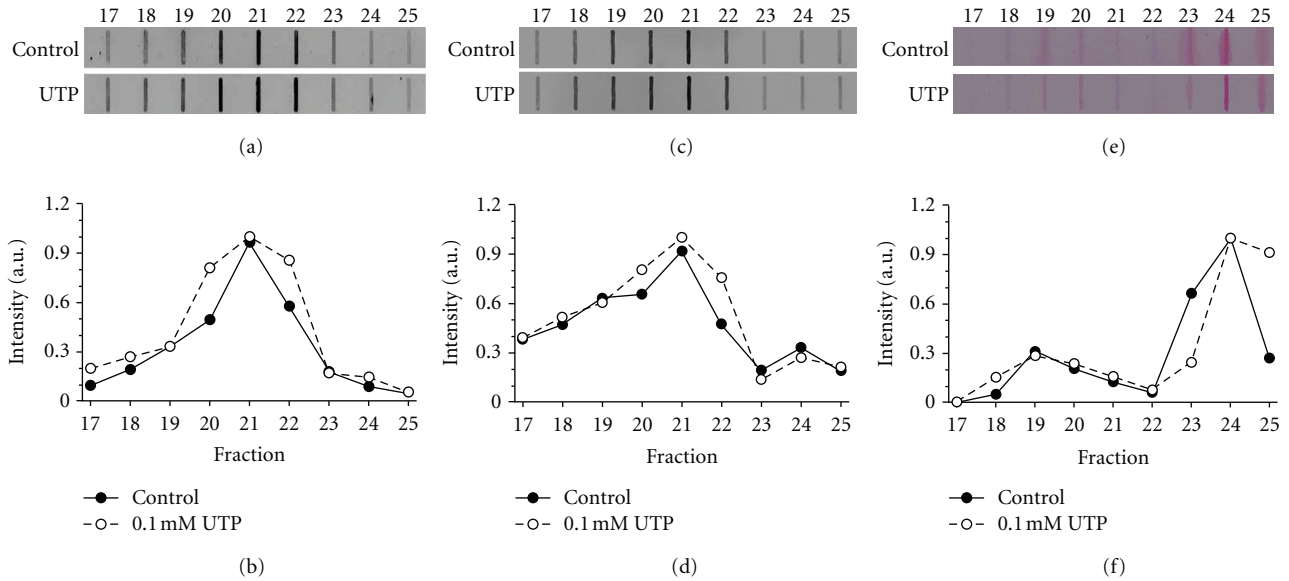 17 18 19 20 21 22 23 24 25
Control
UTP
(a)
17 18 19 20 21 22 23 24 25
Control
UTP
(c)
17 18 19 20 21 22 23 24 25
Control
UTP
(e)
1.2
0.9
0.6
0.3
0
Intensity (a.u.)
17 18 19 20 21 22 23 24 25
Fraction
Control
0.1 mM UTP
(b)
1.2
0.9
0.6
0.3
0
Intensity (a.u.)
17 18 19 20 21 22 23 24 25
Fraction
Control
0.1 mM UTP
(d)
1.2
0.9
0.6
0.3
0
Intensity (a.u.)
17 18 19 20 21 22 23 24 25
Fraction
Control
0.1 mM UTP
(f)